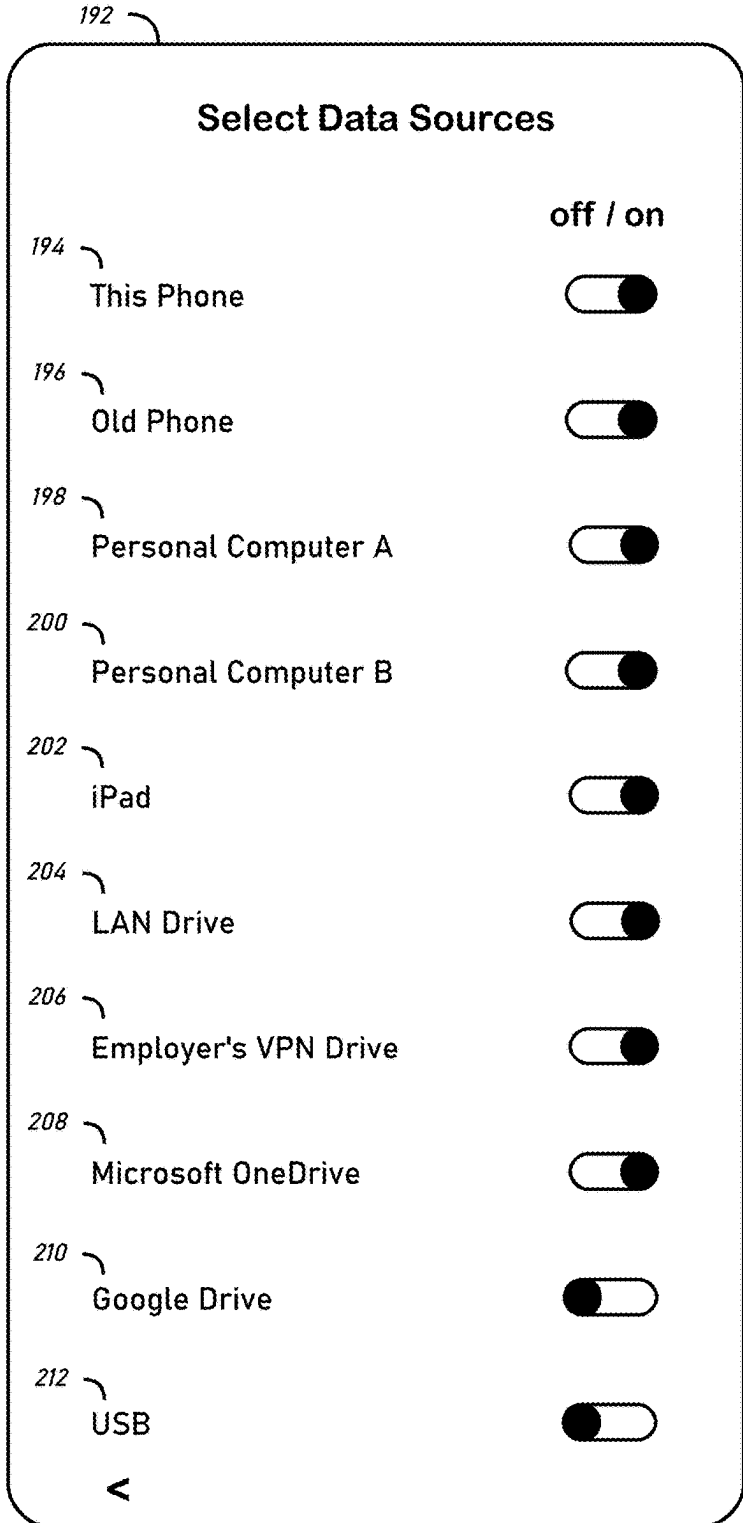 192
Select Data Sources
off / on
194
This Phone
196
Old Phone
198
Personal Computer A
200
Personal Computer B
202
iPad
204
LAN Drive
206
Employer's VPN Drive
208
Microsoft OneDrive
210
Google Drive
212
USB
<